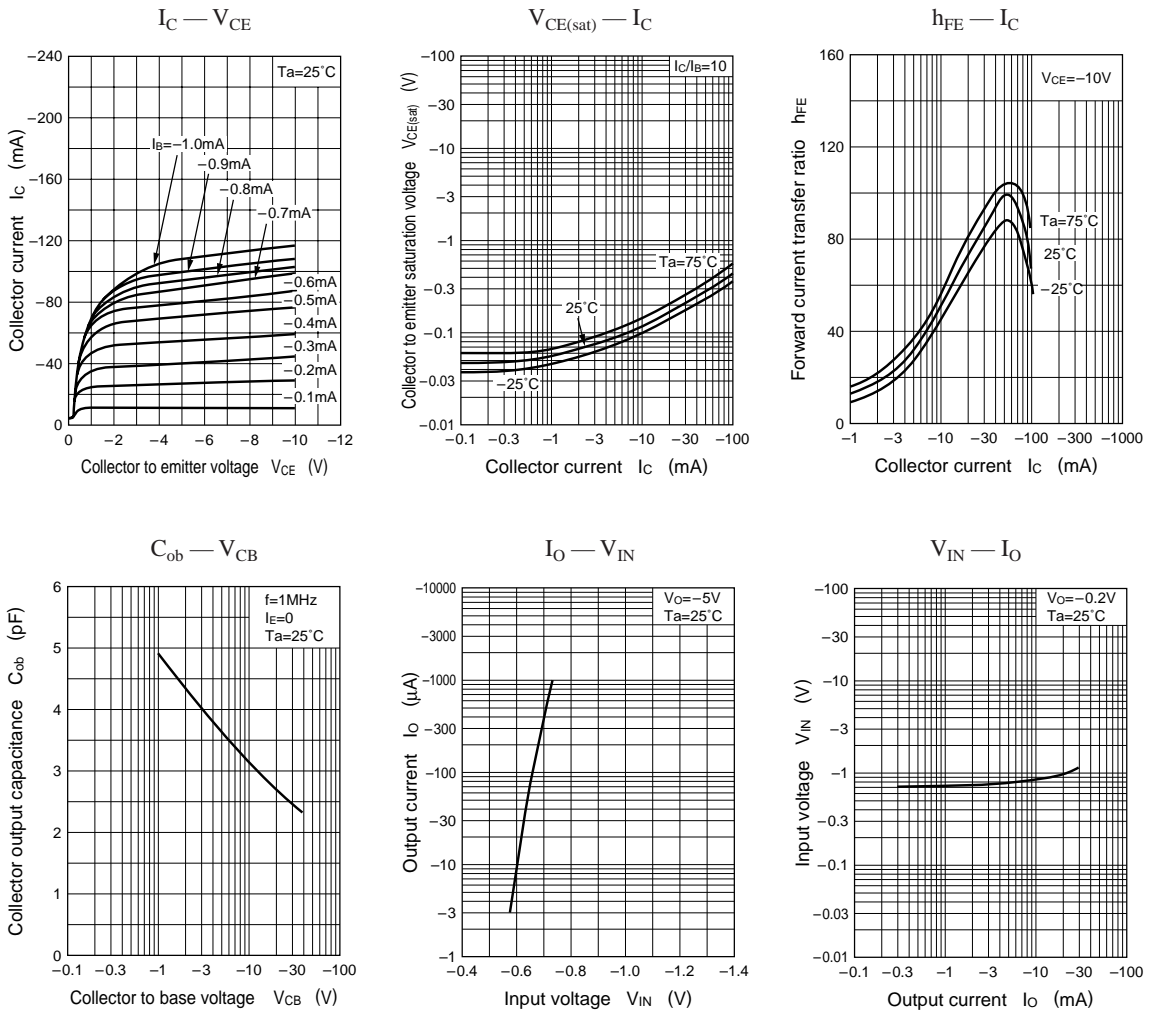 I_C — V_CE
Ta=25˚C
I_B=–1.0mA
–0.9mA
–0.8mA
–0.7mA
–0.6mA
–0.5mA
–0.4mA
–0.3mA
–0.2mA
–0.1mA
–240
–200
–160
–120
–80
–40
0
0 –2 –4 –6 –8 –10 –12
Collector current I_C (mA)
Collector to emitter voltage V_CE (V)
V_CE(sat) — I_C
I_C/I_B=10
Ta=75˚C
25˚C
–25˚C
–100
–30
–10
–3
–1
–0.3
–0.1
–0.03
–0.01
–0.1 –0.3 –1 –3 –10 –30 –100
Collector to emitter saturation voltage V_CE(sat) (V)
Collector current I_C (mA)
h_FE — I_C
V_CE=–10V
Ta=75˚C
25˚C
–25˚C
160
120
80
40
0
–1 –3 –10 –30 –100 –300 –1000
Forward current transfer ratio h_FE
Collector current I_C (mA)
C_ob — V_CB
f=1MHz
I_E=0
Ta=25˚C
6
5
4
3
2
1
0
–0.1 –0.3 –1 –3 –10 –30 –100
Collector output capacitance C_ob (pF)
Collector to base voltage V_CB (V)
I_O — V_IN
V_O=–5V
Ta=25˚C
–10000
–3000
–1000
–300
–100
–30
–10
–3
–1
–0.4 –0.6 –0.8 –1.0 –1.2 –1.4
Output current I_O (µA)
Input voltage V_IN (V)
V_IN — I_O
V_O=–0.2V
Ta=25˚C
–100
–30
–10
–3
–1
–0.3
–0.1
–0.03
–0.01
–0.1 –0.3 –1 –3 –10 –30 –100
Input voltage V_IN (V)
Output current I_O (mA)